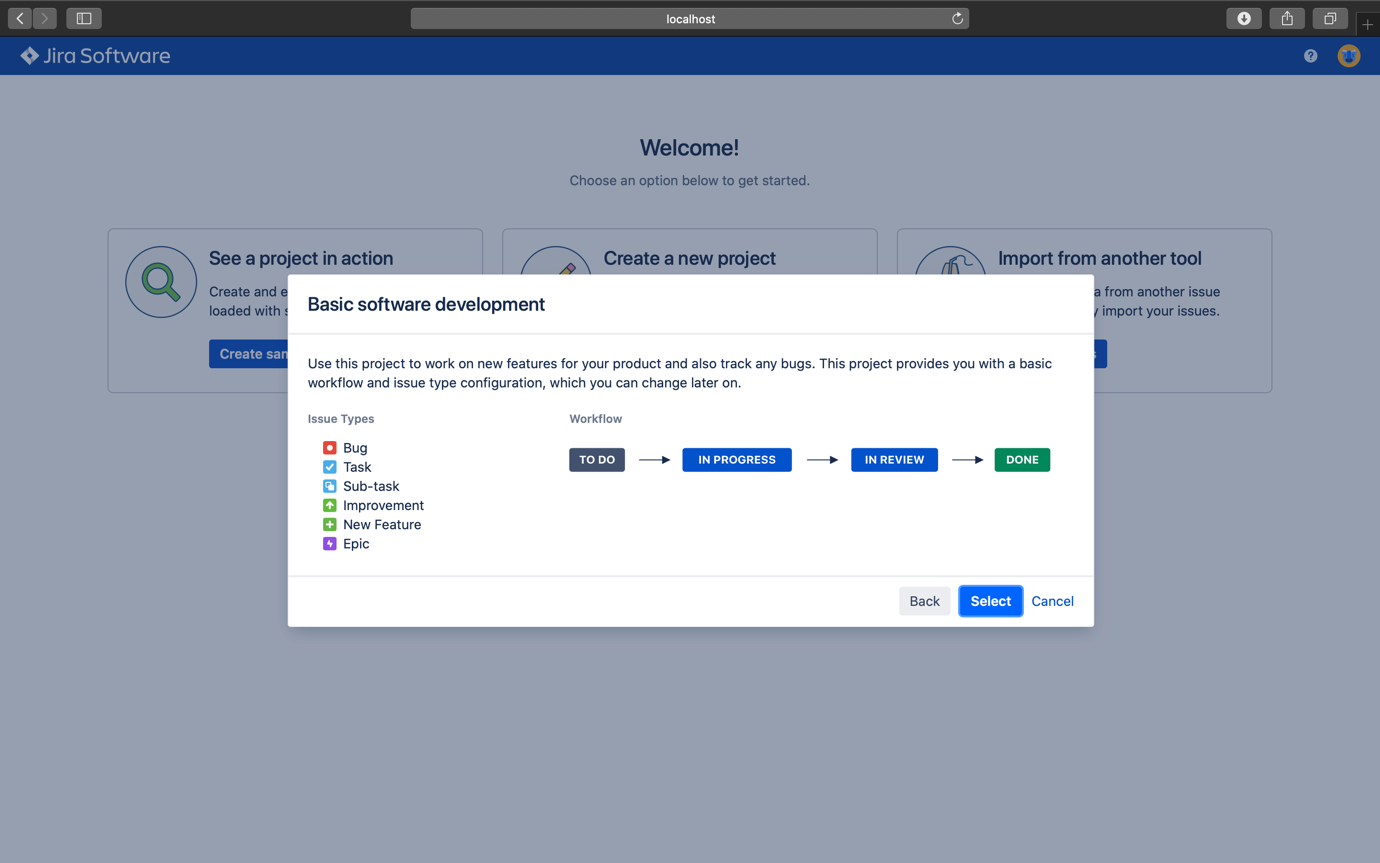 localhost
Jira Software
Welcome!
Choose an option below to get started.
See a project in action
Create and e
loaded with s
Create san
Create a new project
Import from another tool
a from another issue
y import your issues.
s
Basic software development
Use this project to work on new features for your product and also track any bugs. This project provides you with a basic
workflow and issue type configuration, which you can change later on.
Issue Types
Bug
Task
Sub-task
Improvement
New Feature
Epic
Workflow
TO DO
IN PROGRESS
IN REVIEW
DONE
Back
Select
Cancel